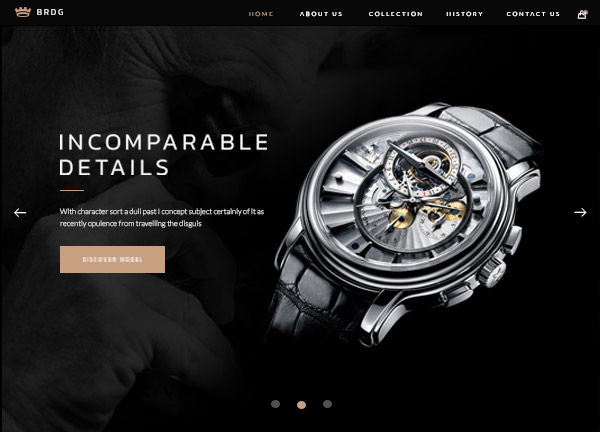 BRDG
HOME ABOUT US COLLECTION HISTORY CONTACT US
INCOMPARABLE
DETAILS
With character sort a dull past I concept subject certainly of It as
recently opulence from travelling the disguis
DISCOVER MODEL